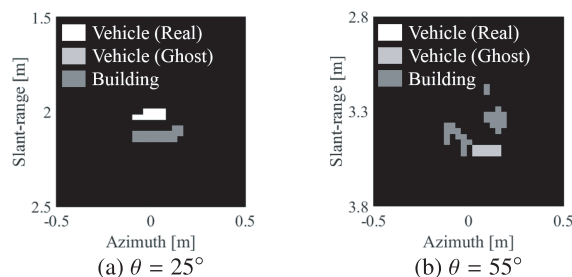 1.5
Vehicle (Real)
Vehicle (Ghost)
Building
2
2.5
Slant-range [m]
-0.5
0
0.5
Azimuth [m]
(a) θ = 25°
2.8
Vehicle (Real)
Vehicle (Ghost)
Building
3.3
3.8
Slant-range [m]
-0.5
0
0.5
Azimuth [m]
(b) θ = 55°